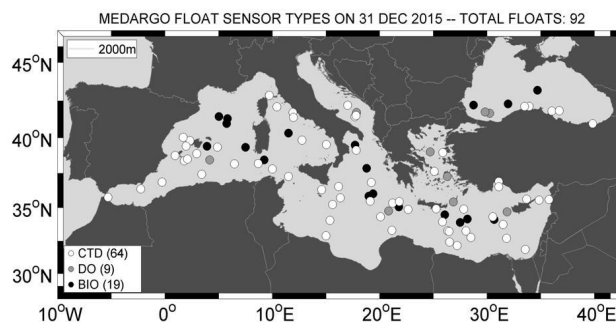 MEDARGO FLOAT SENSOR TYPES ON 31 DEC 2015 -- TOTAL FLOATS: 92
2000m
45°N
40°N
35°N
30°N
CTD (64)
DO (9)
BIO (19)
10°W 0° 10°E 20°E 30°E 40°E